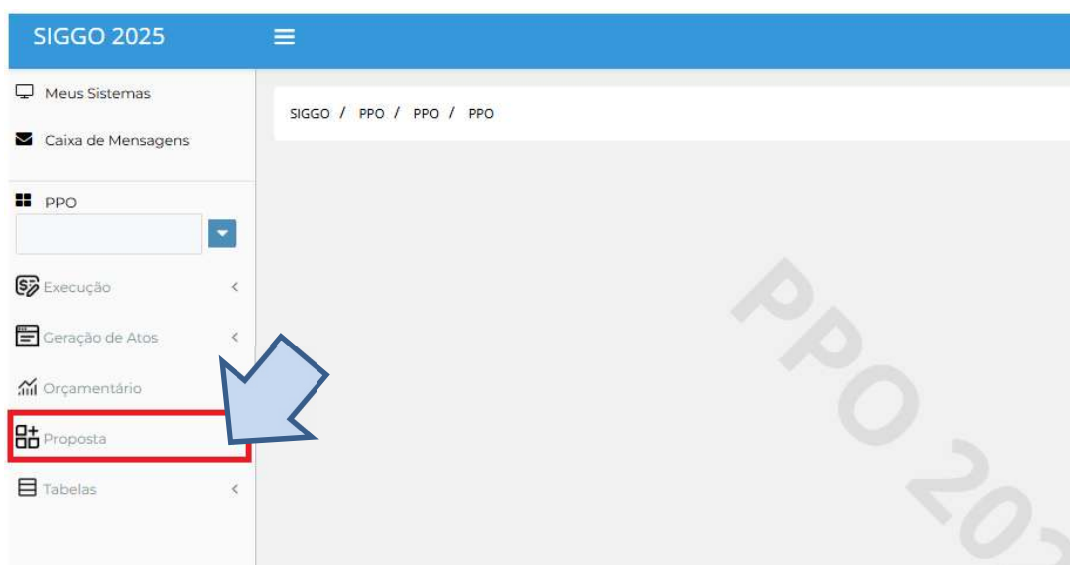 SIGGO 2025
Meus Sistemas
SIGGO / PPO / PPO / PPO
Caixa de Mensagens
PPO
Execução
Geração de Atos
Orçamentário
Proposta
Tabelas
PPO 202